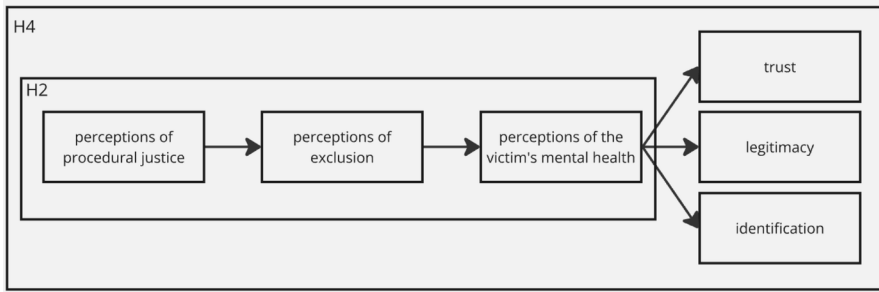 H4
H2
perceptions of
procedural justice
perceptions of
exclusion
perceptions of the
victim's mental health
trust
legitimacy
identification